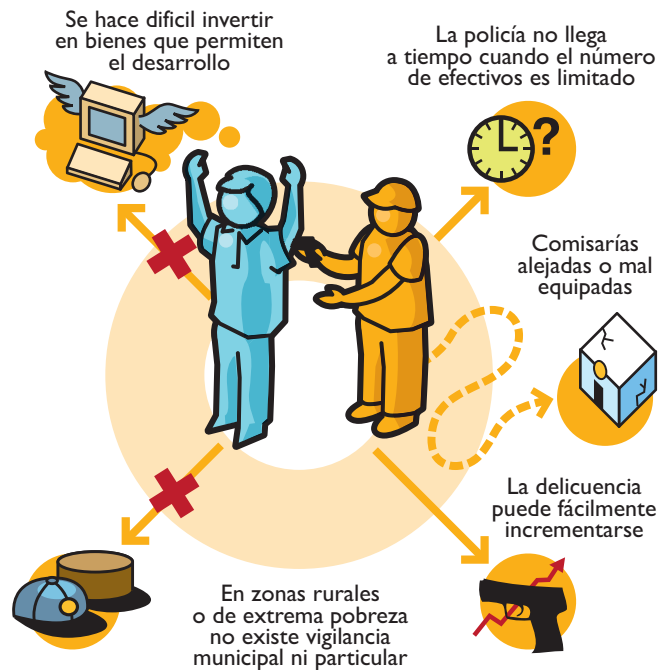 Se hace dificil invertir
en bienes que permiten
el desarrollo
La policía no llega
a tiempo cuando el número
de efectivos es limitado
?
Comisarías
alejadas o mal
equipadas
La delicuencia
puede fácilmente
incrementarse
En zonas rurales
o de extrema pobreza
no existe vigilancia
municipal ni particular